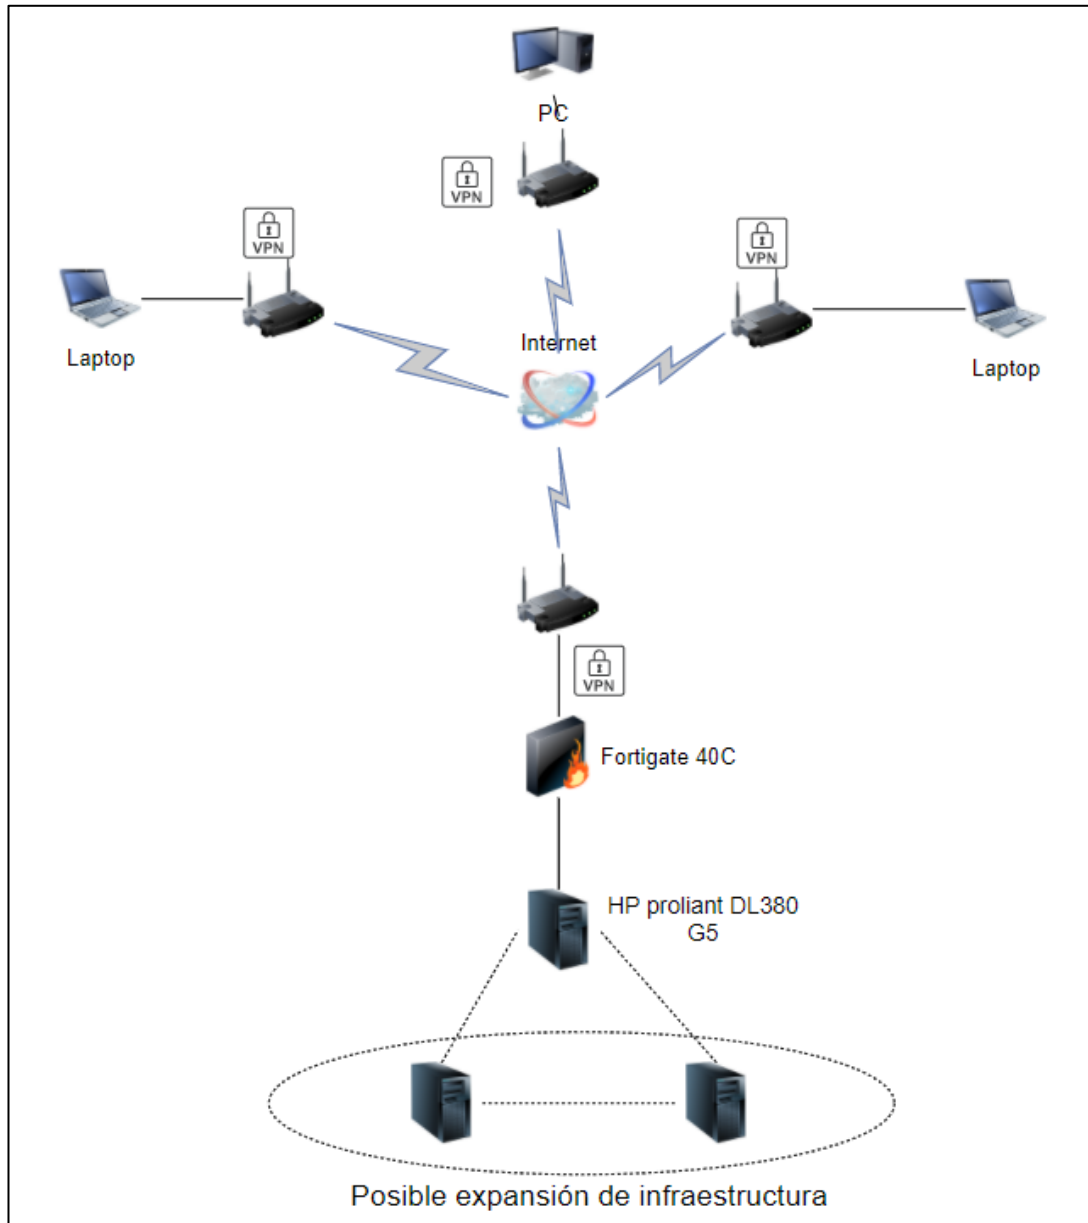 PC
VPN
VPN
VPN
Internet
Laptop
Laptop
VPN
Fortigate 40C
HP proliant DL380
G5
Posible expansión de infraestructura